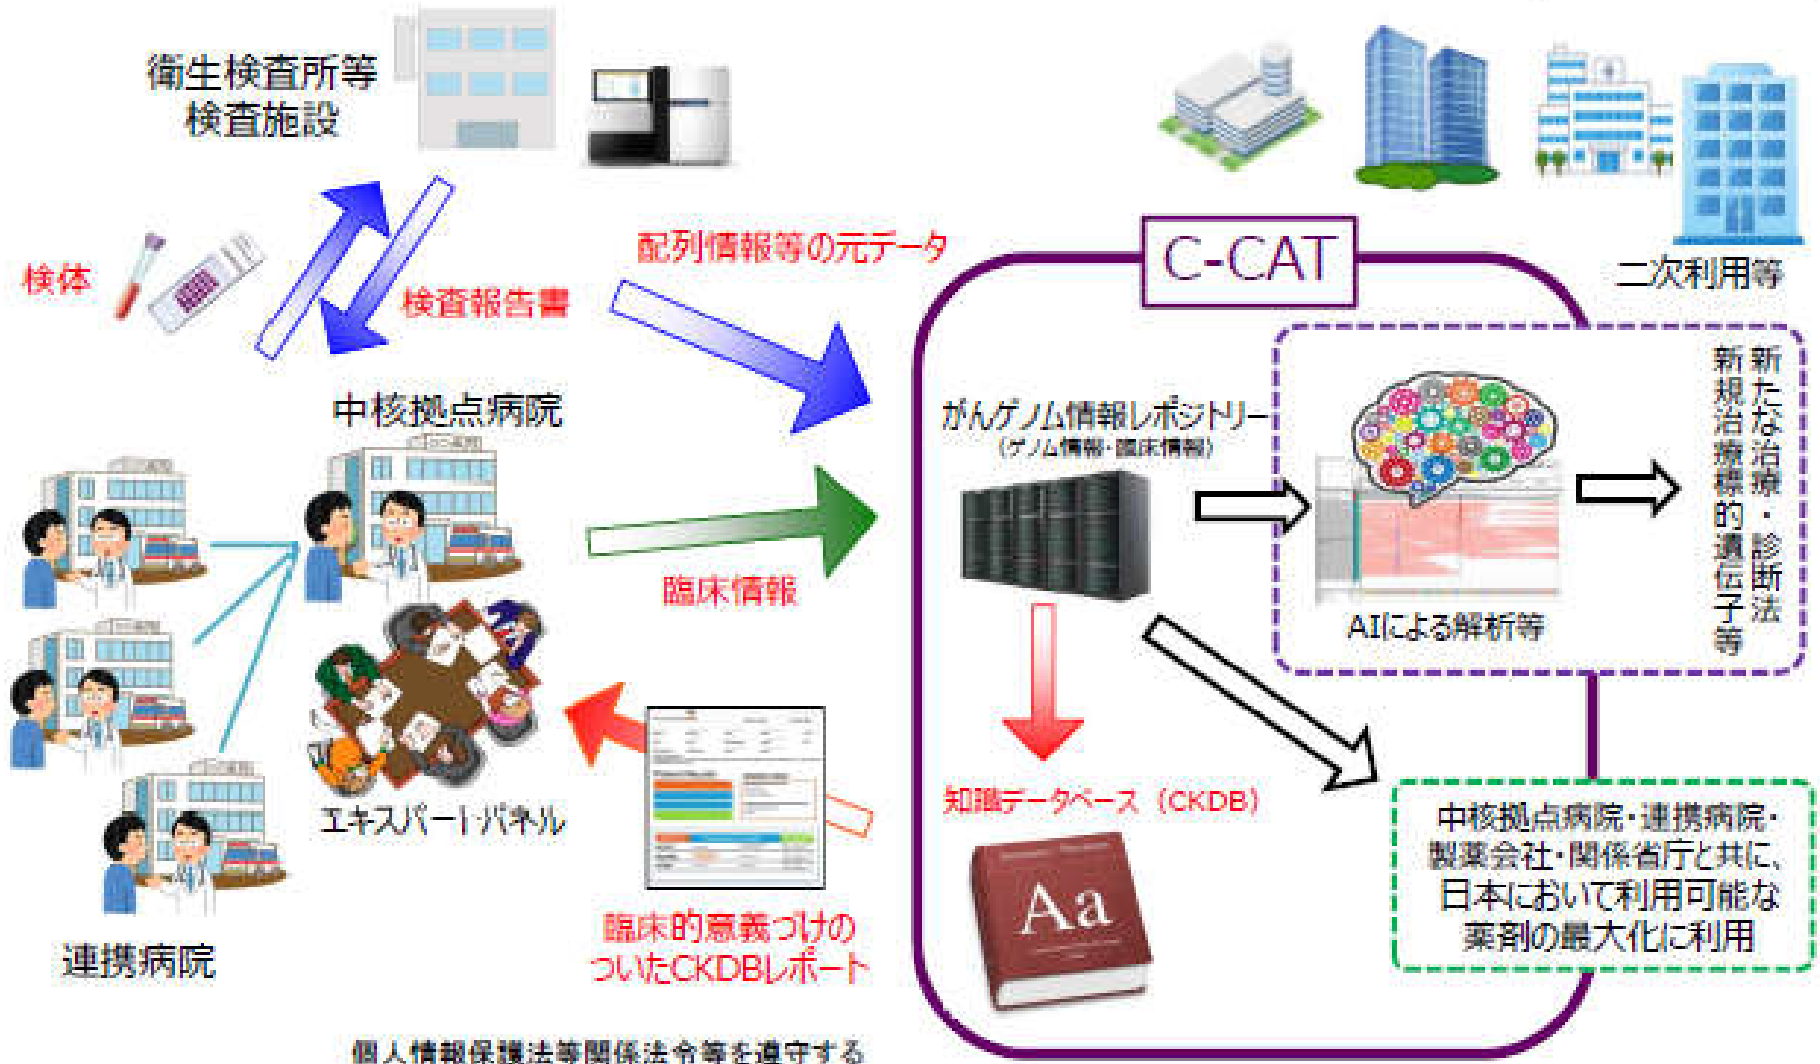 衛生検査所等
検査施設
検体
検査報告書
配列情報等の元データ
C-CAT
二次利用等
中核拠点病院
がんゲノム情報レポジトリー
(ゲノム情報・臨床情報)
新たな治療・診断法
新規治療標的遺伝子等
臨床情報
AIによる解析等
エキスパートパネル
知識データベース（CKDB）
Aa
中核拠点病院・連携病院・
製薬会社・関係省庁と共に、
日本において利用可能な
薬剤の最大化に利用
臨床的意義づけの
ついたCKDBレポート
連携病院
個人情報保護法等関係法令等を遵守する